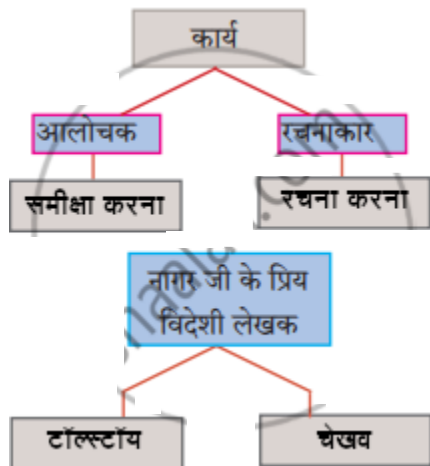 कार्य
आलोचक रचनाकार
समीक्षा करना रचना करना
नागर जी के प्रिय
विदेशी लेखक
टॉल्स्टॉय चेखव